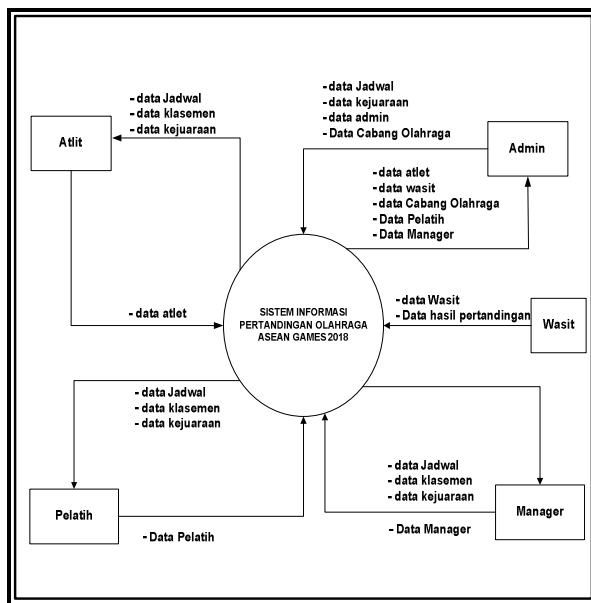 - data Jadwal
- data klasemen
- data kejuaraan
Atlit
- data Jadwal
- data kejuaraan
- data admin
- Data Cabang Olahraga
Admin
- data atlet
- data wasit
- data Cabang Olahraga
- Data Pelatih
- Data Manager
- data atlet
SISTEM INFORMASI
PERTANDINGAN OLAHRAGA
ASEAN GAMES 2018
- data Wasit
- Data hasil pertandingan
Wasit
- data Jadwal
- data klasemen
- data kejuaraan
Pelatih
- Data Pelatih
- data Jadwal
- data klasemen
- data kejuaraan
Manager
- Data Manager